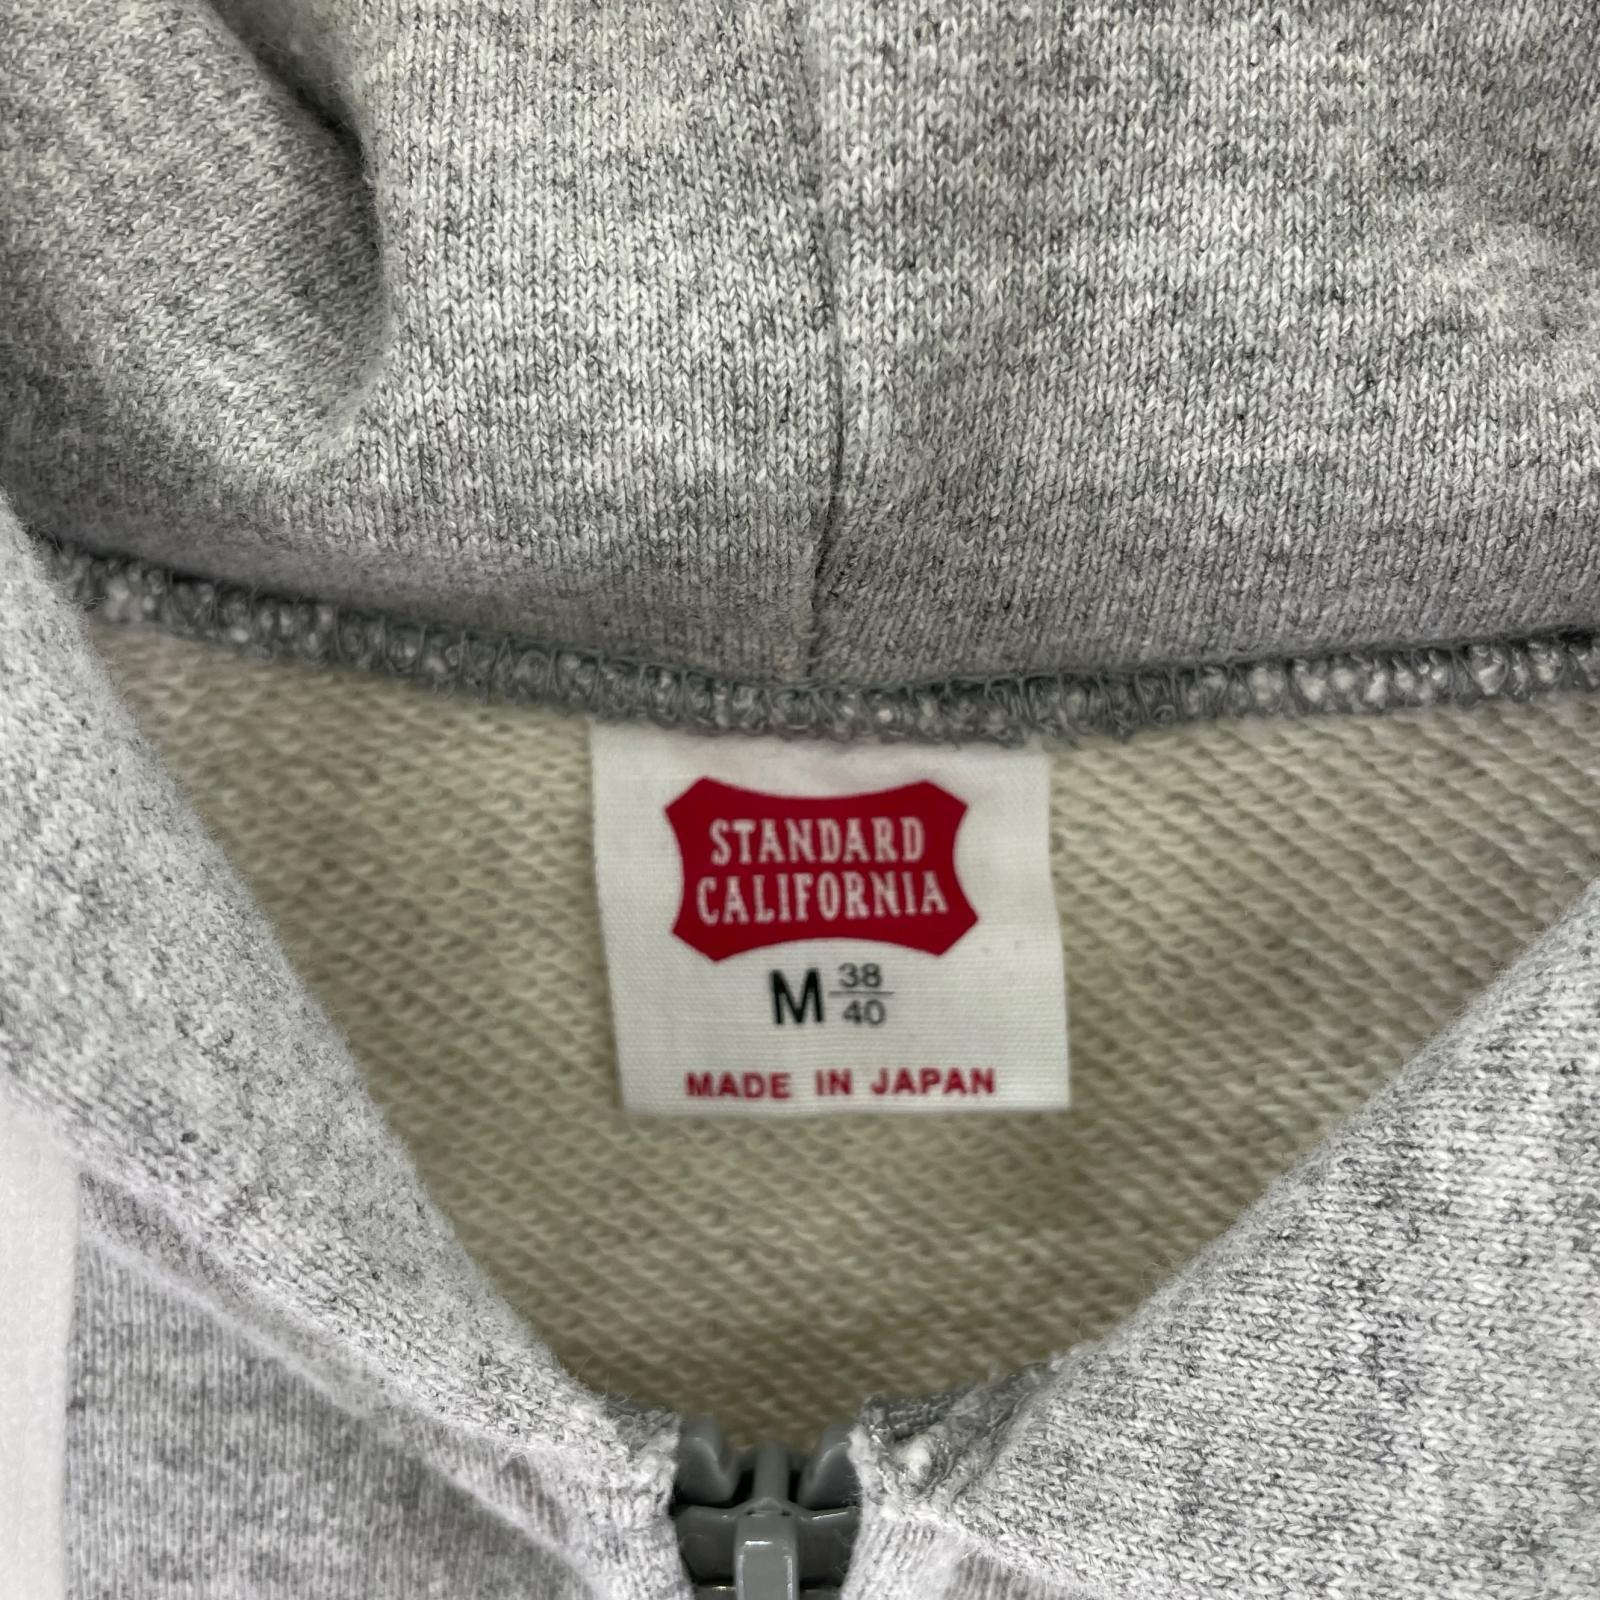 STANDARD
CALIFORNIA
M 38/40
MADE IN JAPAN